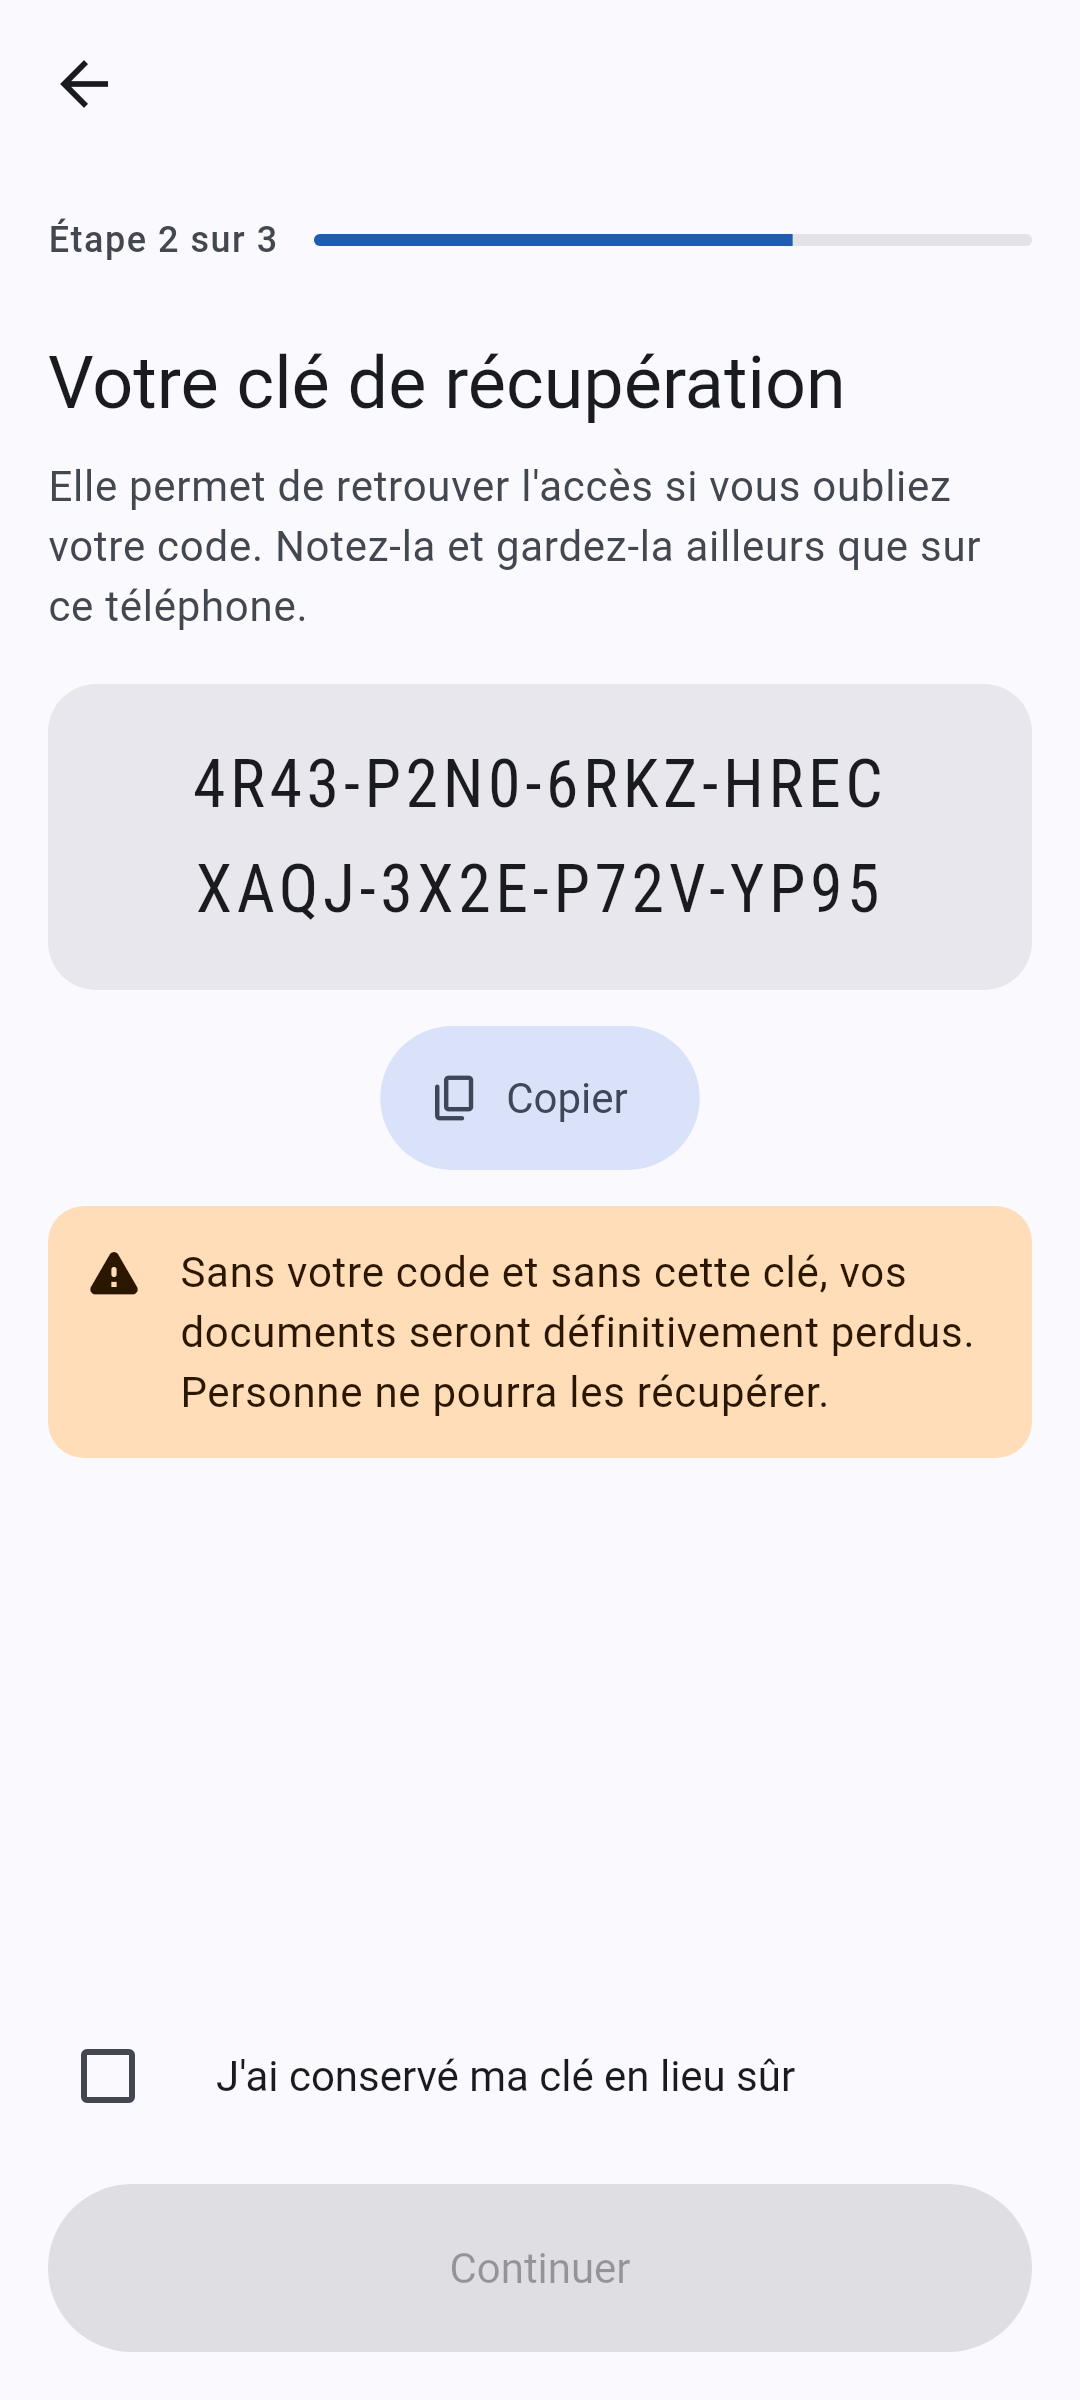 Étape 2 sur 3
Votre clé de récupération
Elle permet de retrouver l'accès si vous oubliez
votre code. Notez-la et gardez-la ailleurs que sur
ce téléphone.
4R43-P2N0-6RKZ-HREC
XAQJ-3X2E-P72V-YP95
Copier
Sans votre code et sans cette clé, vos
documents seront définitivement perdus.
Personne ne pourra les récupérer.
J'ai conservé ma clé en lieu sûr
Continuer